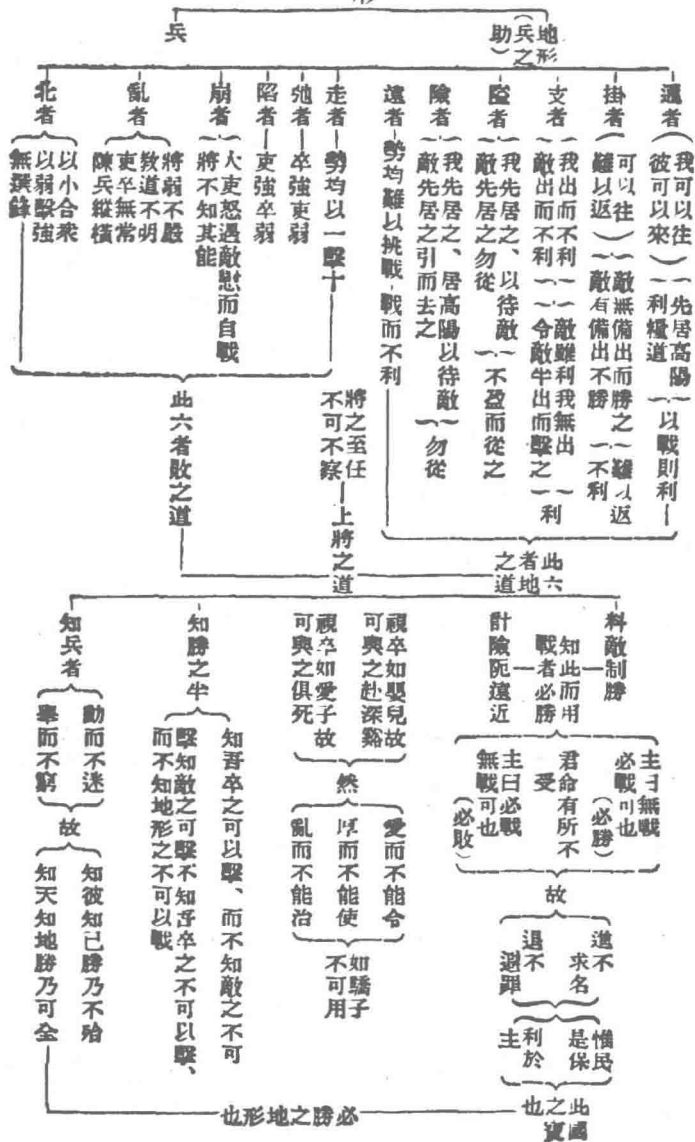 地形
（兵之
助）
兵
通者
我可以往
彼可以來
先居高陽
利糧道
以戰則利
掛者
可以往
難以返
敵無備出而勝之
敵有備出不勝
難以返
不利
支者
我出而不利
敵出而不利
敵雖利我無出
令敵半出而擊之
利
隘者
我先居之、以待敵
敵先居之勿從
不盈而從之
險者
我先居之、居高陽以待敵
敵先居之引而去之
勿從
遠者
勢均難以挑戰
戰而不利
此六
者地
之道
走者
勢均以一擊十
弛者
卒強吏弱
陷者
吏強卒弱
崩者
大吏怒遇敵懟而自戰
將不知其能
亂者
將弱不嚴
敎道不明
吏卒無常
陳兵縱橫
北者
以小合衆
以弱擊強
無選鋒
此六者敗之道
將之至任
不可不察
上將之道
料敵制勝
計險阨遠近
知此而用
戰者必勝
主曰無戰
必戰可也
（必勝）
君命有所不
受
主曰必戰
無戰可也
（必敗）
故
進不
求名
退不
避罪
惟民
是保
利於
主
此國
之寶
也
視卒如嬰兒故
可與之赴深谿
視卒如愛子故
可與之俱死
然
愛而不能令
厚而不能使
亂而不能治
如驕子
不可用
知勝之半
知吾卒之可以擊、而不知敵之不可
擊知敵之可擊不知吾卒之不可以擊、
而不知地形之不可以戰
知兵者
動而不迷
舉而不窮
故
知彼知己勝乃不殆
知天知地勝乃可全
必勝之地形也